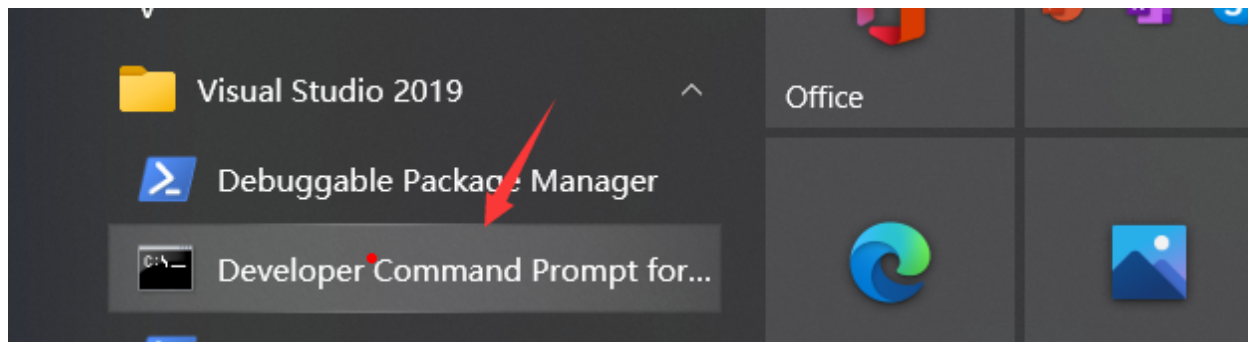 Visual Studio 2019
Office
Debuggable Package Manager
C:\
Developer Command Prompt for...